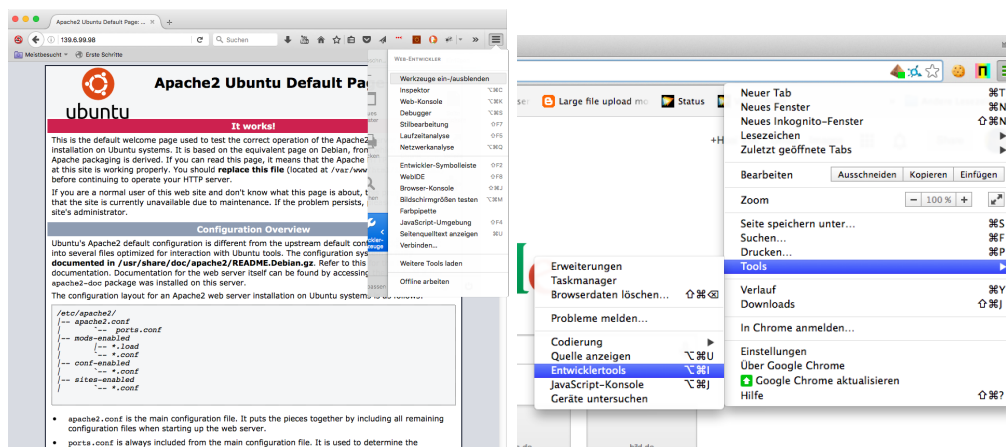 Apache2 Ubuntu Default Page: ...
139.6.99.98
Suchen
Meistbesucht
Erste Schritte
ubuntu
Apache2 Ubuntu Default Pa
It works!
This is the default welcome page used to test the correct operation of the Apache2
installation on Ubuntu systems. It is based on the equivalent page on Debian, from
Apache packaging is derived. If you can read this page, it means that the Apache
at this site is working properly. You should replace this file (located at /var/www
before continuing to operate your HTTP server.
If you are a normal user of this web site and don't know what this page is about, t
that the site is currently unavailable due to maintenance. If the problem persists,
site's administrator.
Configuration Overview
Ubuntu's Apache2 default configuration is different from the upstream default con
into several files optimized for interaction with Ubuntu tools. The configuration sys
documented in /usr/share/doc/apache2/README.Debian.gz. Refer to this
documentation. Documentation for the web server itself can be found by accessing
apache2-doc package was installed on this server.
The configuration layout for an Apache2 web server installation on Ubuntu systems is as follows:
/etc/apache2/
|-- apache2.conf
|       `--  ports.conf
|-- mods-enabled
|       |-- *.load
|       `-- *.conf
|-- conf-enabled
|       `-- *.conf
|-- sites-enabled
|       `-- *.conf
• apache2.conf is the main configuration file. It puts the pieces together by including all remaining
configuration files when starting up the web server.
• ports.conf is always included from the main configuration file. It is used to determine the
WEB-ENTWICKLER
Werkzeuge ein-/ausblenden
Inspektor ⌥⌘C
Web-Konsole ⌥⌘K
Debugger ⌥⌘S
Stilbearbeitung ⇧F7
Laufzeitanalyse ⇧F5
Netzwerkanalyse ⌥⌘Q
Entwickler-Symbolleiste ⇧F2
WebIDE ⇧F8
Browser-Konsole ⇧⌘J
Bildschirmgrößen testen ⌥⌘M
Farbpipette
JavaScript-Umgebung ⇧F4
Seitenquelltext anzeigen ⌘U
Verbinden...
Weitere Tools laden
Offline arbeiten
Large file upload mo
Status
+H
Neuer Tab ⌘T
Neues Fenster ⌘N
Neues Inkognito-Fenster ⇧⌘N
Lesezeichen ▶
Zuletzt geöffnete Tabs ▶
Bearbeiten Ausschneiden Kopieren Einfügen
Zoom − 100 % +
Seite speichern unter... ⌘S
Suchen... ⌘F
Drucken... ⌘P
Tools ▶
Verlauf ⌘Y
Downloads ⇧⌘J
In Chrome anmelden...
Einstellungen
Über Google Chrome
Google Chrome aktualisieren
Hilfe ⇧⌘?
Erweiterungen
Taskmanager
Browserdaten löschen... ⇧⌘⌫
Probleme melden...
Codierung ▶
Quelle anzeigen ⌥⌘U
Entwicklertools ⌥⌘I
JavaScript-Konsole ⌥⌘J
Geräte untersuchen